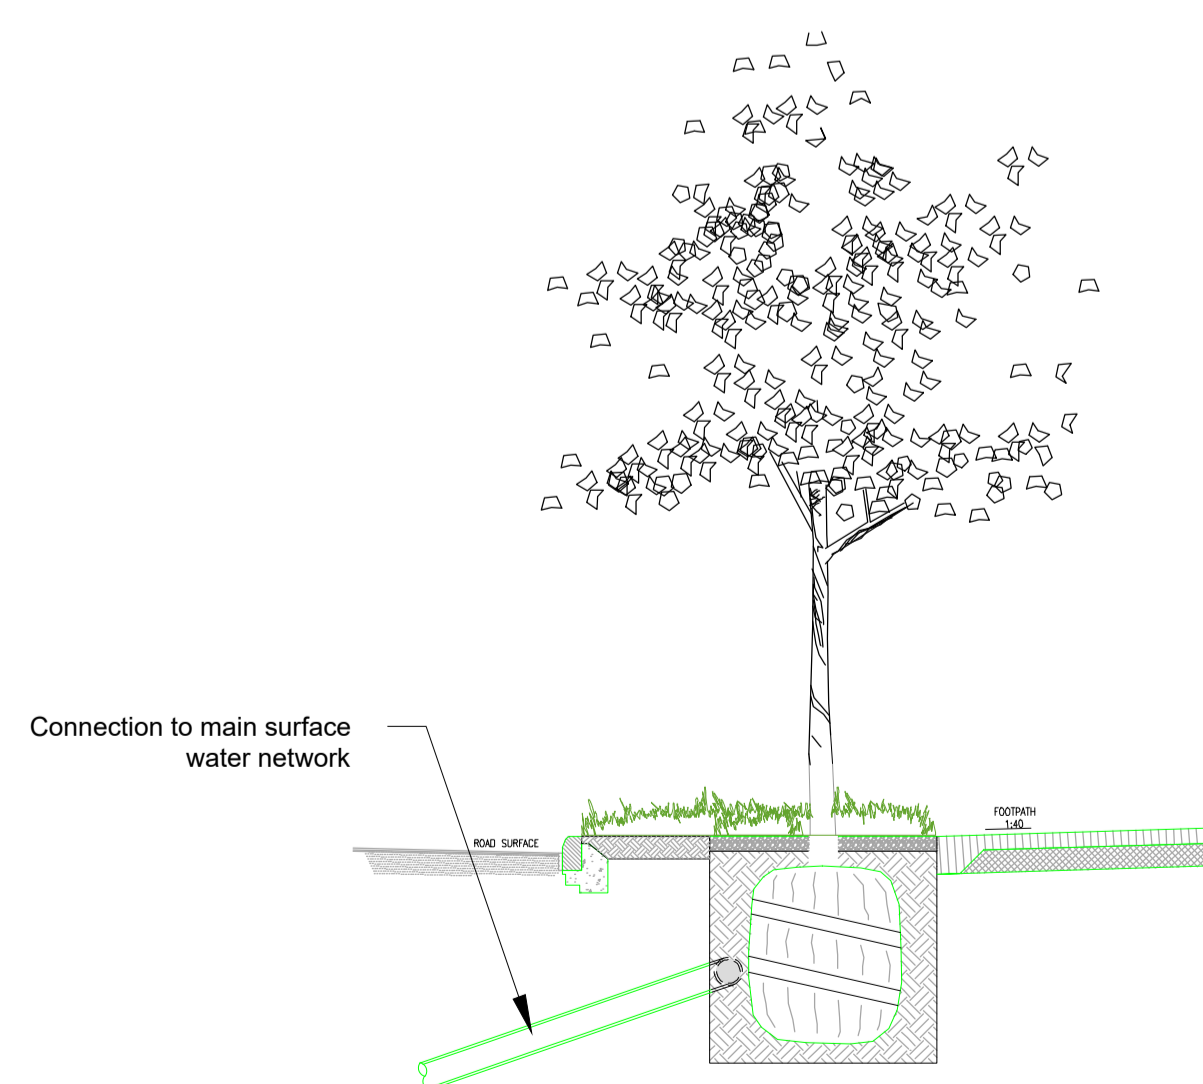 Connection to main surface
water network
ROAD SURFACE
FOOTPATH
1:40